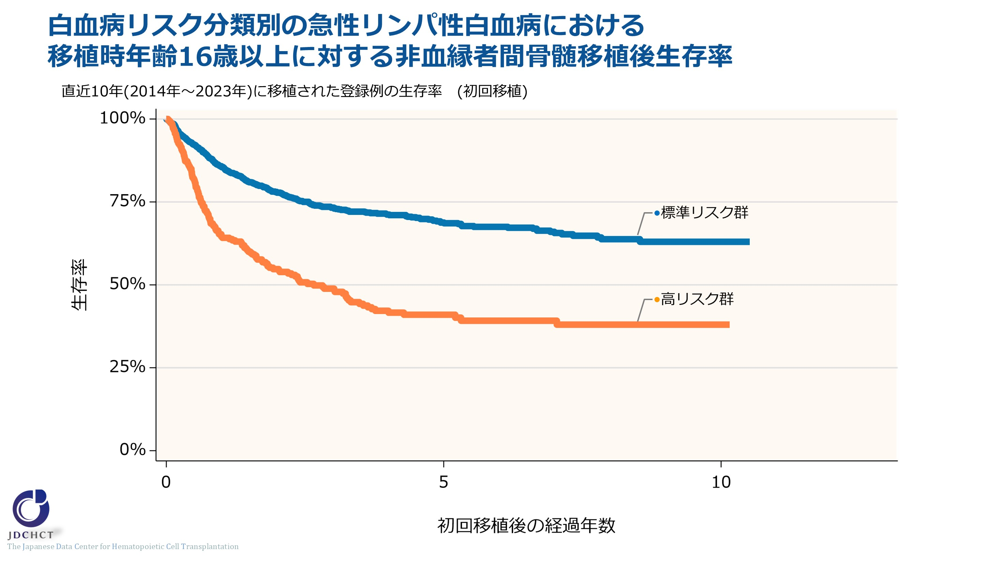 白血病リスク分類別の急性リンパ性白血病における
移植時年齢16歳以上に対する非血縁者間骨髄移植後生存率
直近10年(2014年～2023年)に移植された登録例の生存率　(初回移植)
100%
75%
50%
25%
0%
生存率
標準リスク群
高リスク群
0
5
10
初回移植後の経過年数
JDCHCT
The Japanese Data Center for Hematopoietic Cell Transplantation